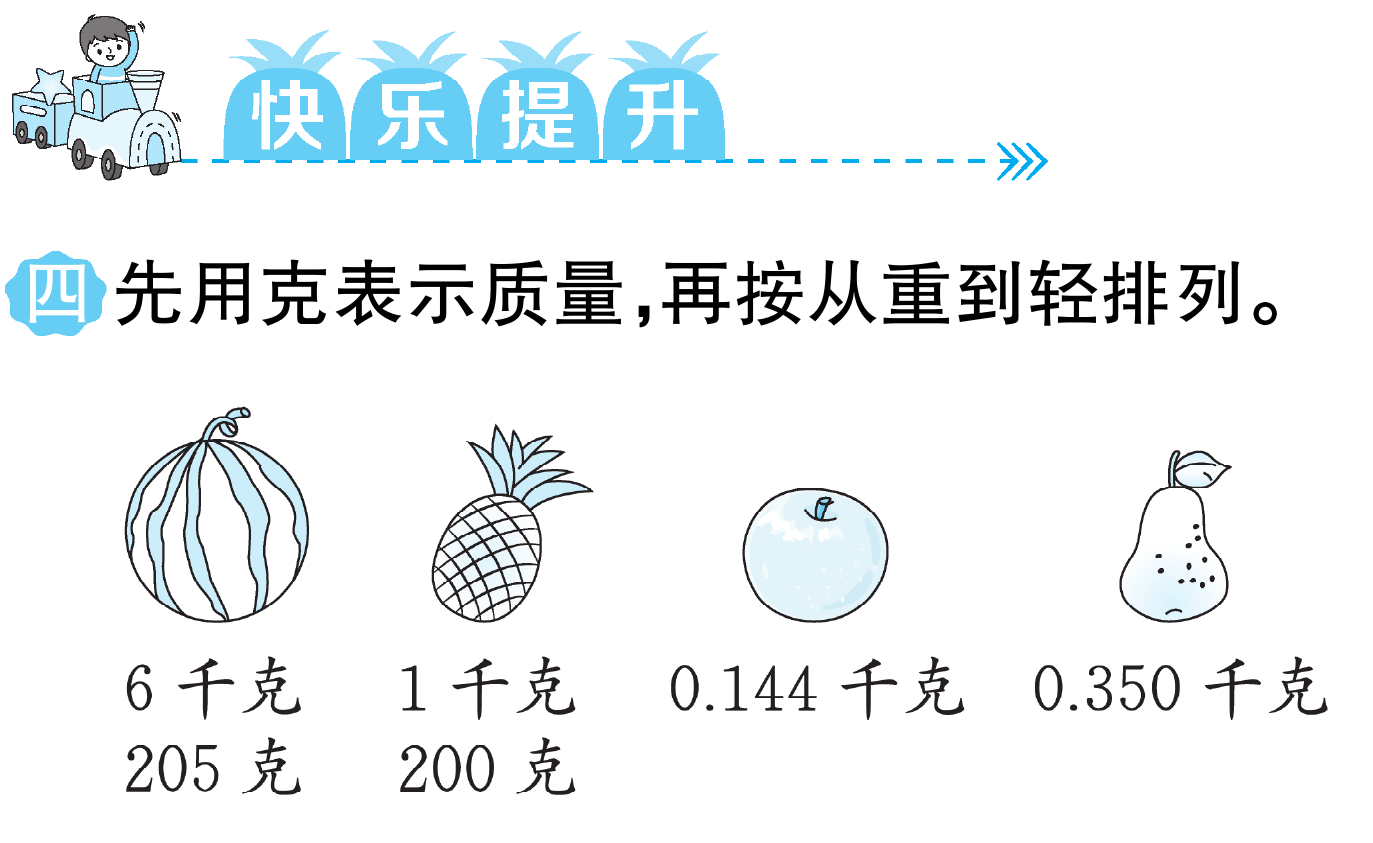 快乐提升
四 先用克表示质量,再按从重到轻排列。
6 千克 1 千克 0.144 千克 0.350 千克
205 克 200 克